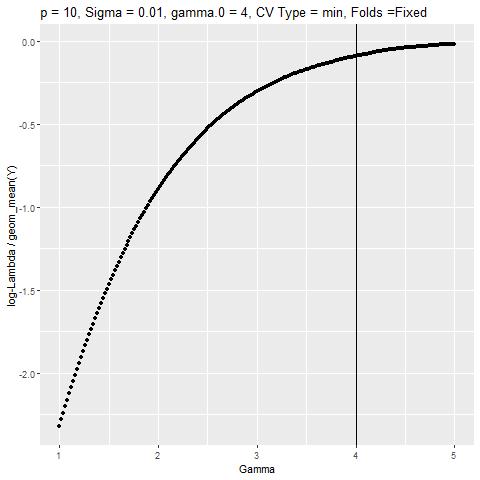 p = 10, Sigma = 0.01, gamma.0 = 4, CV Type = min, Folds =Fixed
log-Lambda / geom_mean(Y)
0.0
-0.5
-1.0
-1.5
-2.0
1 2 3 4 5
Gamma